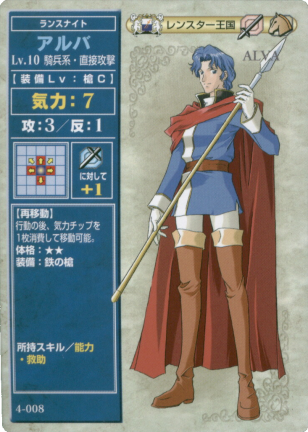 ランスナイト
アルバ
Lv.10 騎兵系・直接攻撃
【装備Lv：槍C】
気力：7
攻：3／反：1
に対して
+1
【再移動】
行動の後、気力チップを
1枚消費して移動可能。
体格：★★
装備：鉄の槍
所持スキル／能力
・救助
4-008
レンスター王国
ALVA